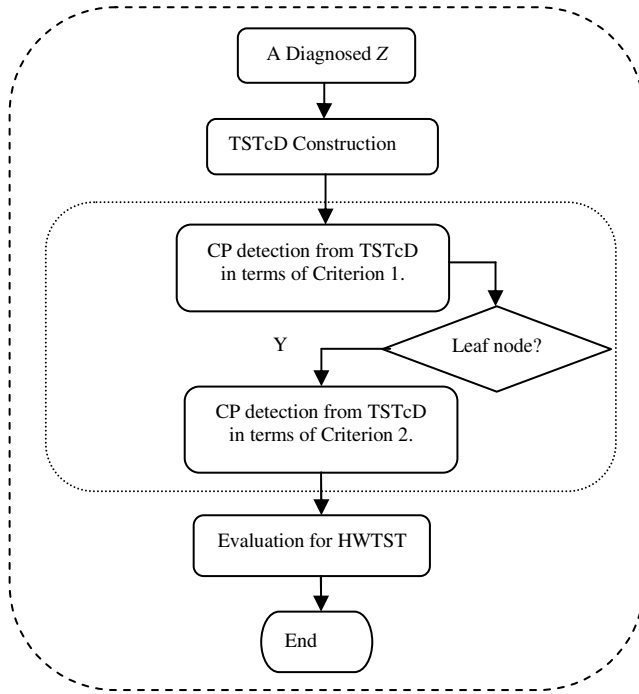 A Diagnosed Z
TSTcD Construction
CP detection from TSTcD
in terms of Criterion 1.
Leaf node?
Y
CP detection from TSTcD
in terms of Criterion 2.
Evaluation for HWTST
End